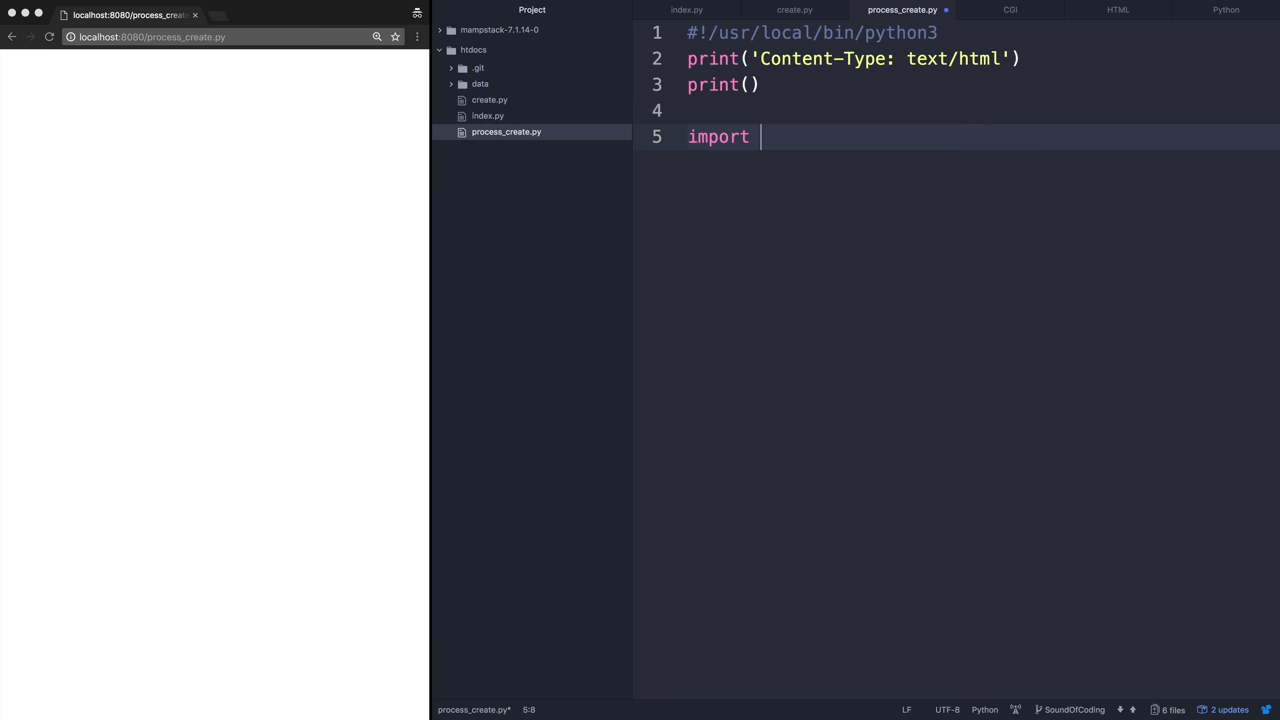 localhost:8080/process_create
localhost:8080/process_create.py
Project
mampstack-7.1.14-0
htdocs
.git
data
create.py
index.py
process_create.py
index.py
create.py
process_create.py
CGI
HTML
Python
1 #!/usr/local/bin/python3
2 print('Content-Type: text/html')
3 print()
4
5 import
process_create.py* 5:8
LF UTF-8 Python SoundOfCoding 6 files 2 updates